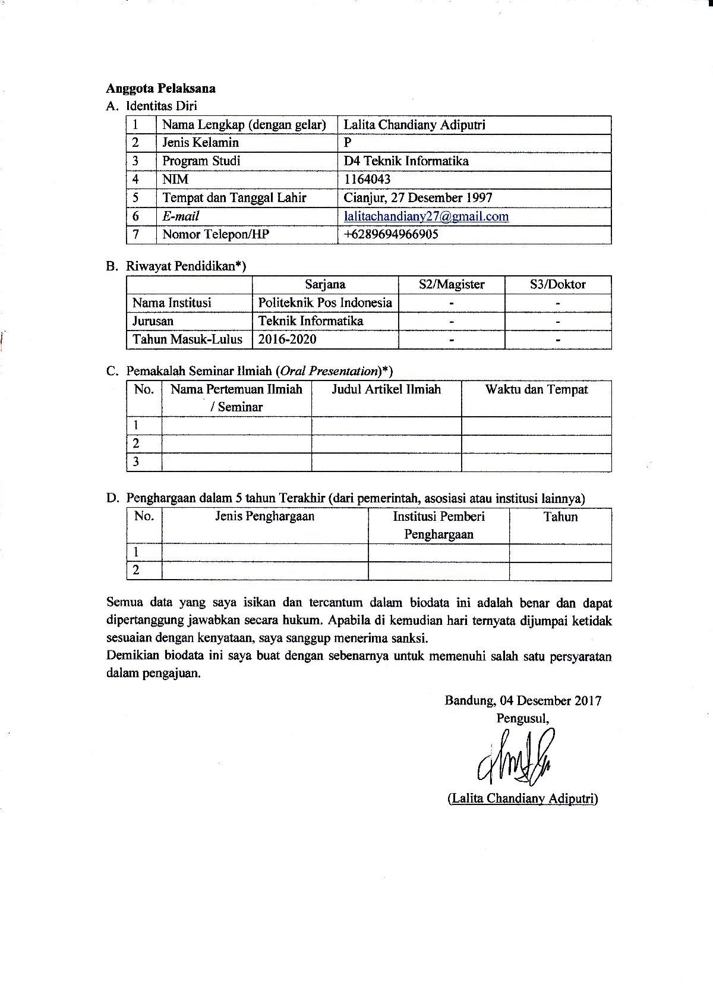 Anggota Pelaksana
A. Identitas Diri
1 Nama Lengkap (dengan gelar) Lalita Chandiany Adiputri
2 Jenis Kelamin P
3 Program Studi D4 Teknik Informatika
4 NIM 1164043
5 Tempat dan Tanggal Lahir Cianjur, 27 Desember 1997
6 E-mail lalitachandiany27@gmail.com
7 Nomor Telepon/HP +6289694966905
B. Riwayat Pendidikan*)
Sarjana S2/Magister S3/Doktor
Nama Institusi Politeknik Pos Indonesia - -
Jurusan Teknik Informatika - -
Tahun Masuk-Lulus 2016-2020 - -
C. Pemakalah Seminar Ilmiah (Oral Presentation)*)
No. Nama Pertemuan Ilmiah Judul Artikel Ilmiah Waktu dan Tempat
/ Seminar
1
2
3
D. Penghargaan dalam 5 tahun Terakhir (dari pemerintah, asosiasi atau institusi lainnya)
No. Jenis Penghargaan Institusi Pemberi Tahun
Penghargaan
1
2
Semua data yang saya isikan dan tercantum dalam biodata ini adalah benar dan dapat
dipertanggung jawabkan secara hukum. Apabila di kemudian hari ternyata dijumpai ketidak
sesuaian dengan kenyataan, saya sanggup menerima sanksi.
Demikian biodata ini saya buat dengan sebenarnya untuk memenuhi salah satu persyaratan
dalam pengajuan.
Bandung, 04 Desember 2017
Pengusul,
(Lalita Chandiany Adiputri)